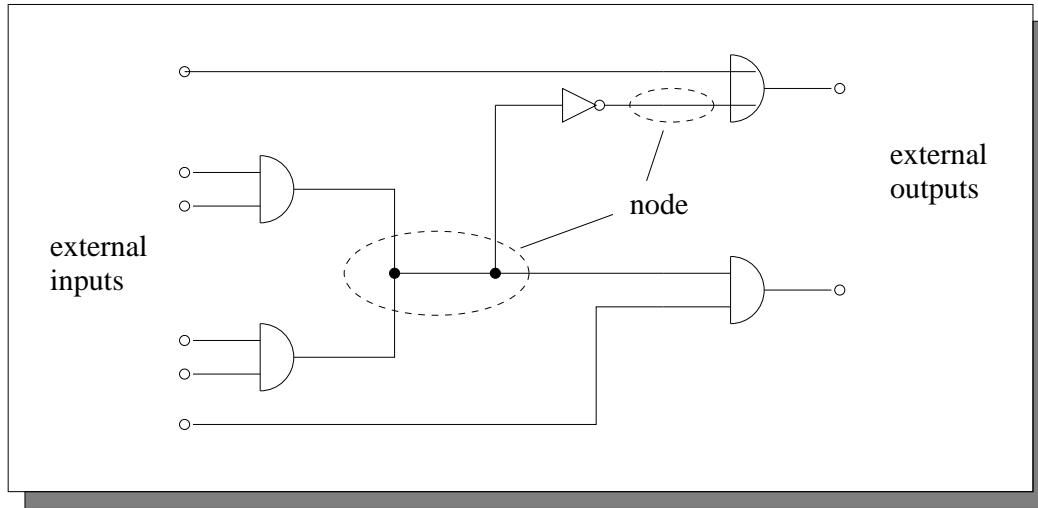 external
outputs
node
external
inputs